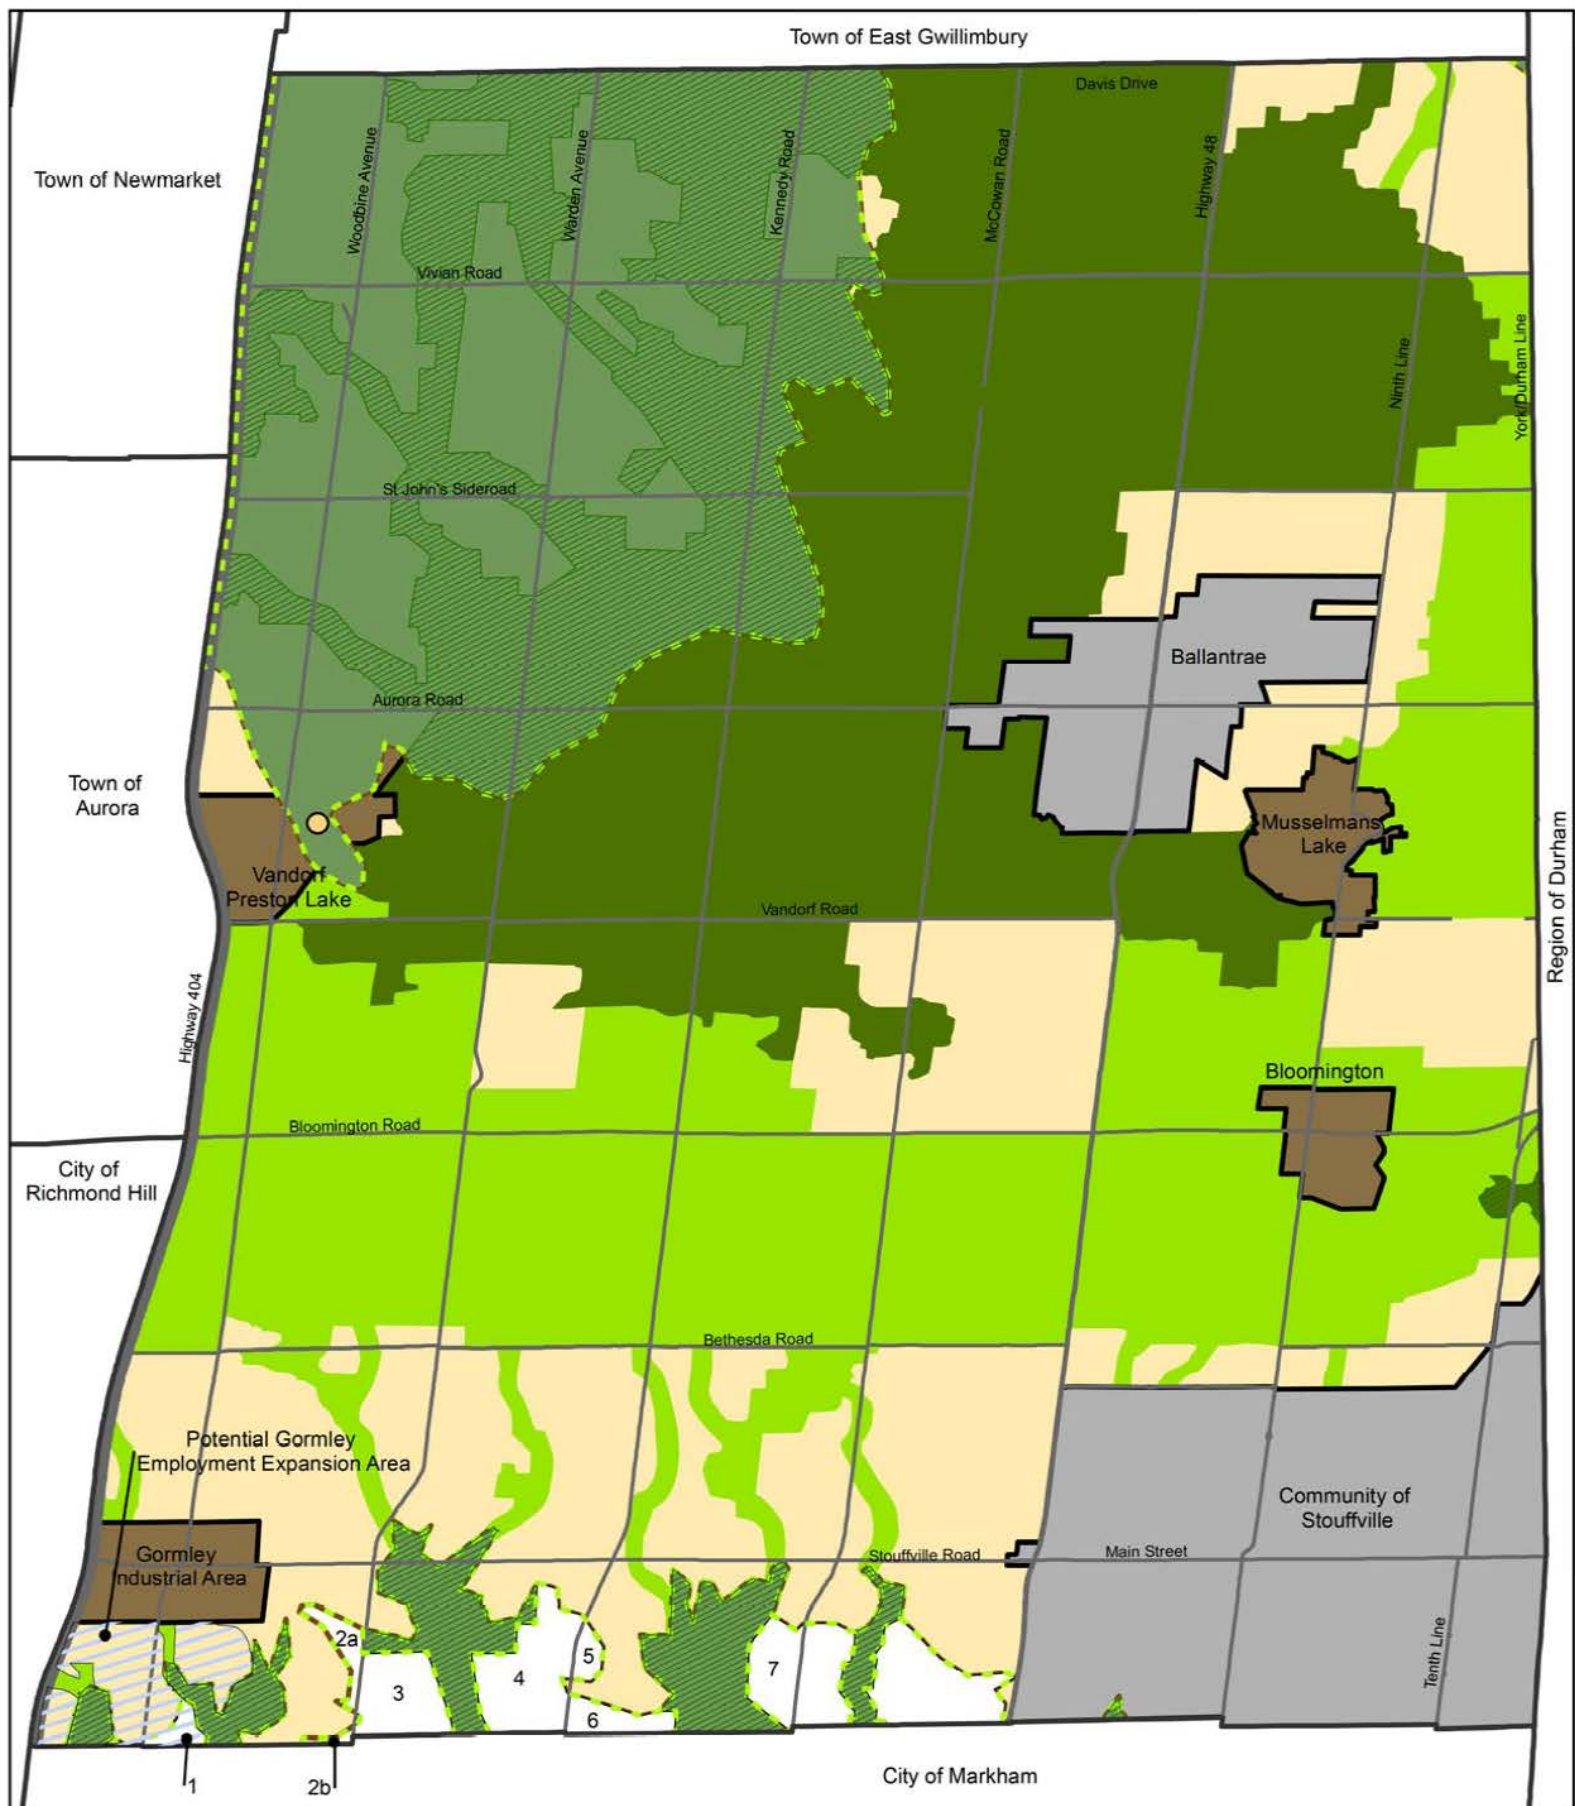 Town of East Gwillimbury
Davis Drive
Town of Newmarket
Woodbine Avenue
Warden Avenue
Kennedy Road
McCowan Road
Highway 48
Vivian Road
Ninth Line
York/Durham Line
St John's Sideroad
Ballantrae
Aurora Road
Town of
Aurora
Musselmans
Lake
Vandorf
Preston Lake
Vandorf Road
Region of Durham
Highway 404
Bloomington
Bloomington Road
City of
Richmond Hill
Bethesda Road
Potential Gormley
Employment Expansion Area
Community of
Stouffville
Gormley
Industrial Area
Stouffville Road
Main Street
Tenth Line
2a
3
4
5
6
7
1
2b
City of Markham